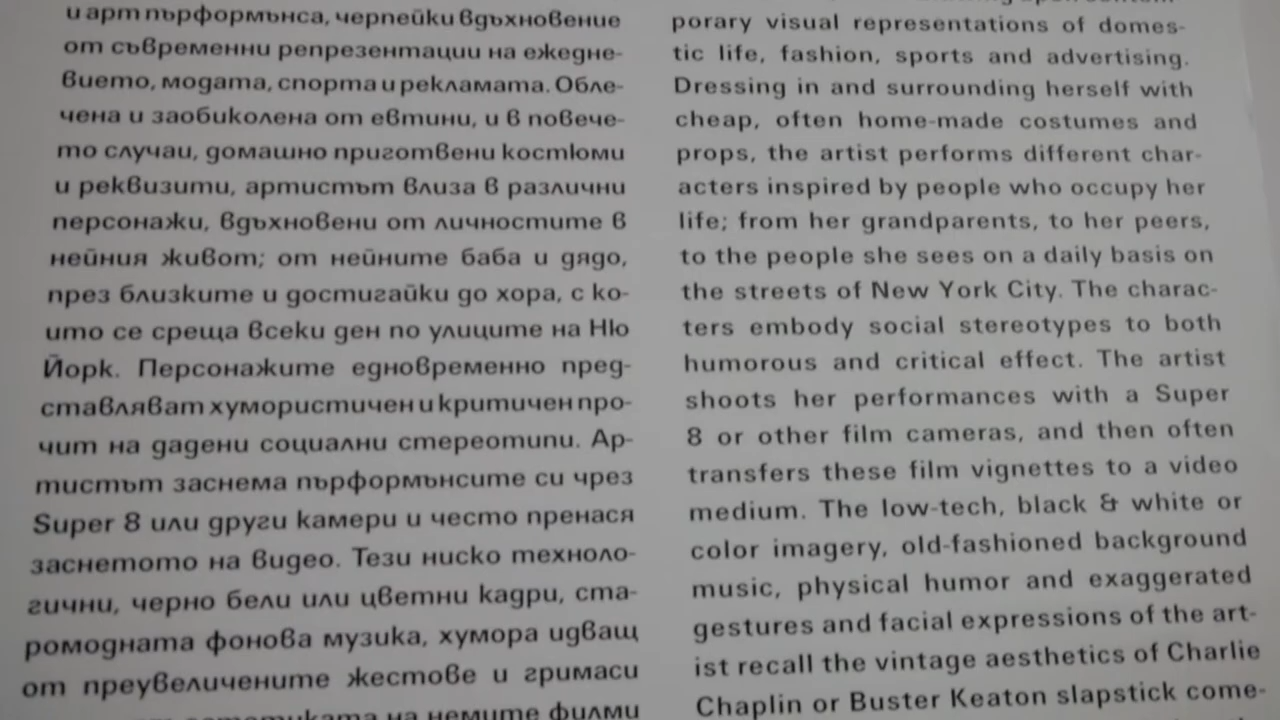 и арт пърформънса, черпейки вдъхновение
от съвременни репрезентации на ежедне-
вието, модата, спорта и рекламата. Обле-
чена и заобиколена от евтини, и в повече-
то случаи, домашно приготвени костюми
и реквизити, артистът влиза в различни
персонажи, вдъхновени от личностите в
нейния живот; от нейните баба и дядо,
през близките и достигайки до хора, с ко-
ито се среща всеки ден по улиците на Ню
Йорк. Персонажите едновременно пред-
ставляват хумористичен и критичен про-
чит на дадени социални стереотипи. Ар-
тистът заснема пърформънсите си чрез
Super 8 или други камери и често пренася
заснетото на видео. Тези ниско техноло-
гични, черно бели или цветни кадри, ста-
ромодната фонова музика, хумора идващ
от преувеличените жестове и гримаси
на немите филми
porary visual representations of domes-
tic life, fashion, sports and advertising.
Dressing in and surrounding herself with
cheap, often home-made costumes and
props, the artist performs different char-
acters inspired by people who occupy her
life; from her grandparents, to her peers,
to the people she sees on a daily basis on
the streets of New York City. The charac-
ters embody social stereotypes to both
humorous and critical effect. The artist
shoots her performances with a Super
8 or other film cameras, and then often
transfers these film vignettes to a video
medium. The low-tech, black & white or
color imagery, old-fashioned background
music, physical humor and exaggerated
gestures and facial expressions of the art-
ist recall the vintage aesthetics of Charlie
Chaplin or Buster Keaton slapstick come-